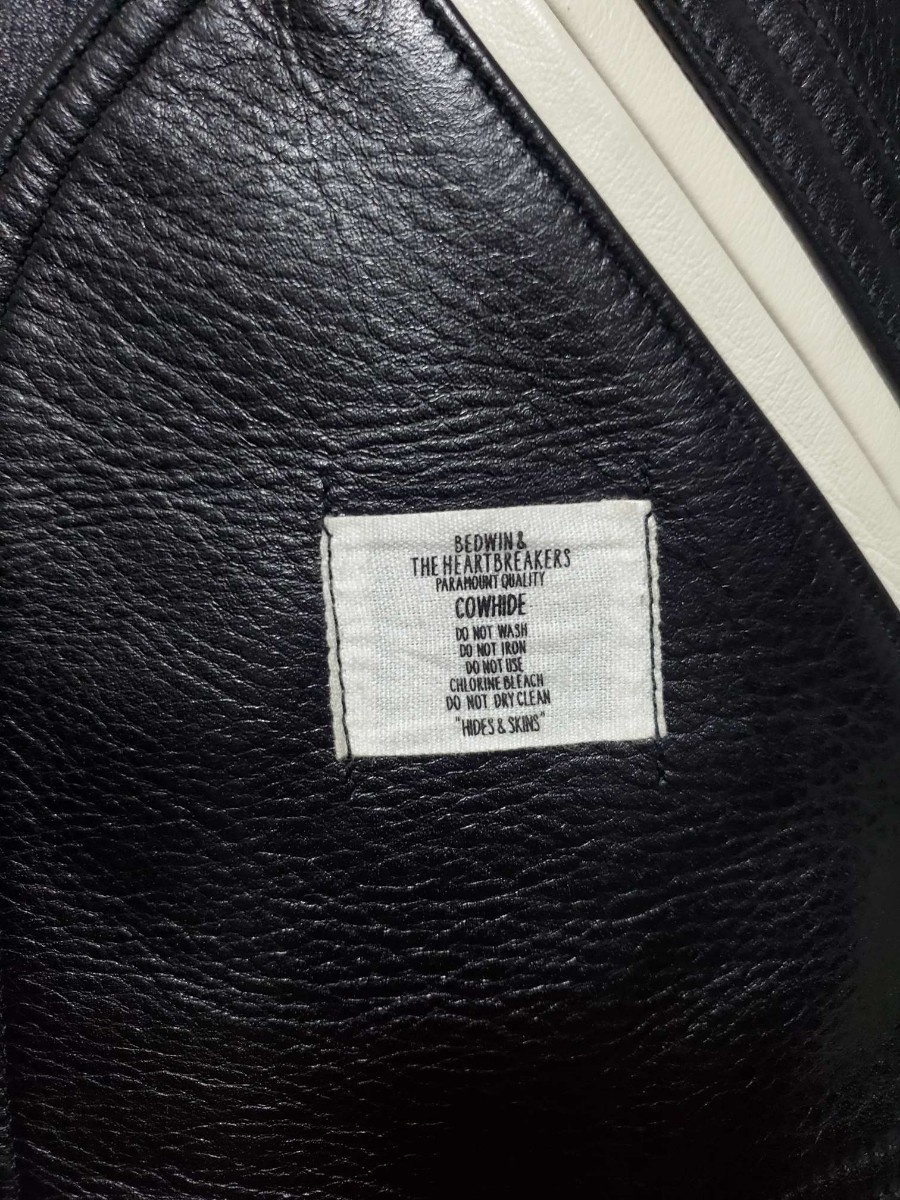 BEDWIN &
THE HEARTBREAKERS
PARAMOUNT QUALITY
COWHIDE
DO NOT WASH
DO NOT IRON
DO NOT USE
CHLORINE BLEACH
DO NOT DRY CLEAN
"HIDES & SKINS"